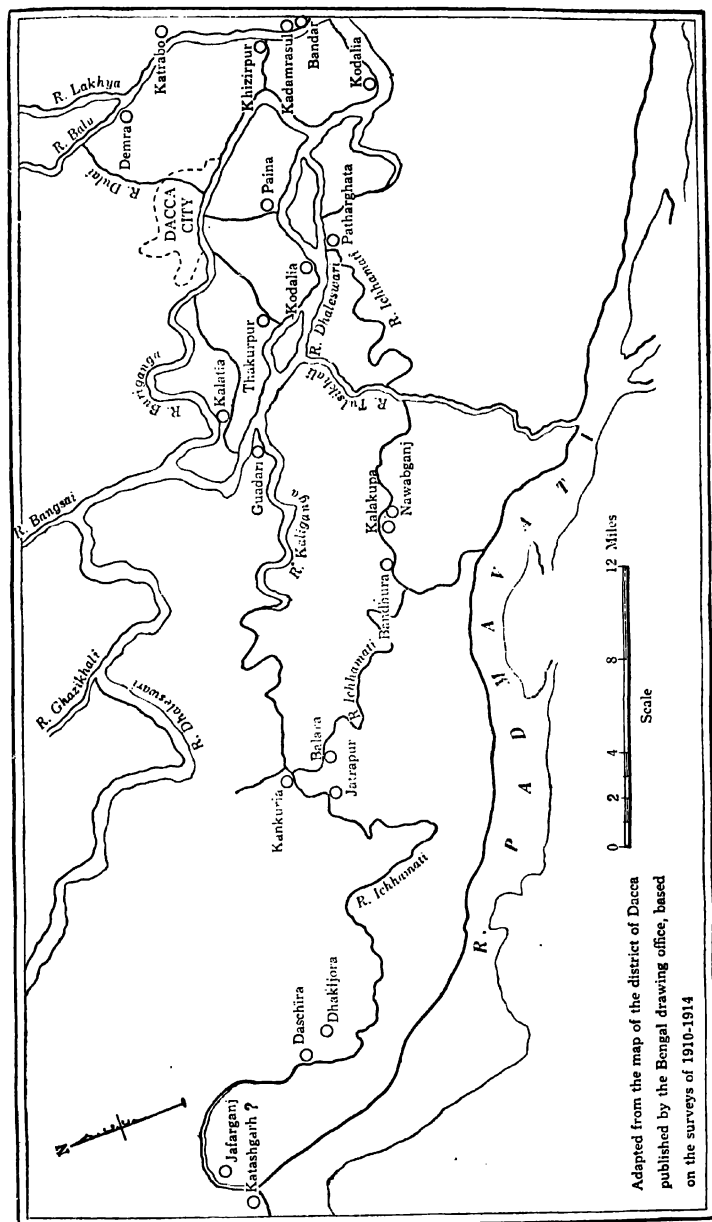 N
R. Lakhya
R. Balu
Katrabo
Demra
R. Dulai
DACCA
CITY
Khizirpur
Kadamrasul
Bandar
Kodalia
Paina
Patharghata
R. Ichhamati
Kodalia
R. Dhaleswari
Thakurpur
R. Tulsikhali
R. Buriganga
Kalatia
R. Bangsai
Guadari
R. Kaliganga
Kalakupa
Nawabganj
Bandhura
R. Ichhamati
R. Ghazikhali
R. Dhaleswari
Balara
Jatrapur
Kankuria
R. Ichhamati
Daschira
Dhakijora
Jafarganj
Katashgarh ?
R. PADMAVATI
0 2 4 8 12 Miles
Scale
Adapted from the map of the district of Dacca
published by the Bengal drawing office, based
on the surveys of 1910-1914